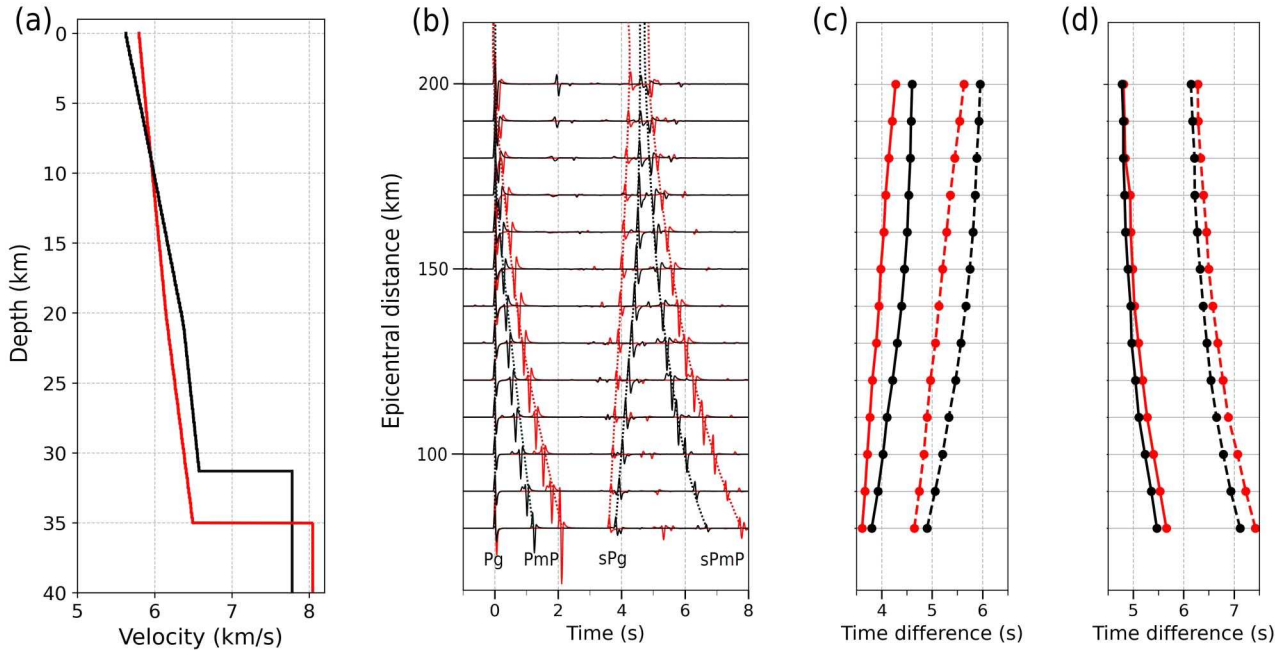 (a)
0
5
10
15
20
25
30
35
40
Depth (km)
5 6 7 8
Velocity (km/s)
(b)
200
150
100
Epicentral distance (km)
Pg PmP sPg sPmP
0 2 4 6 8
Time (s)
(c)
4 5 6
Time difference (s)
(d)
5 6 7
Time difference (s)